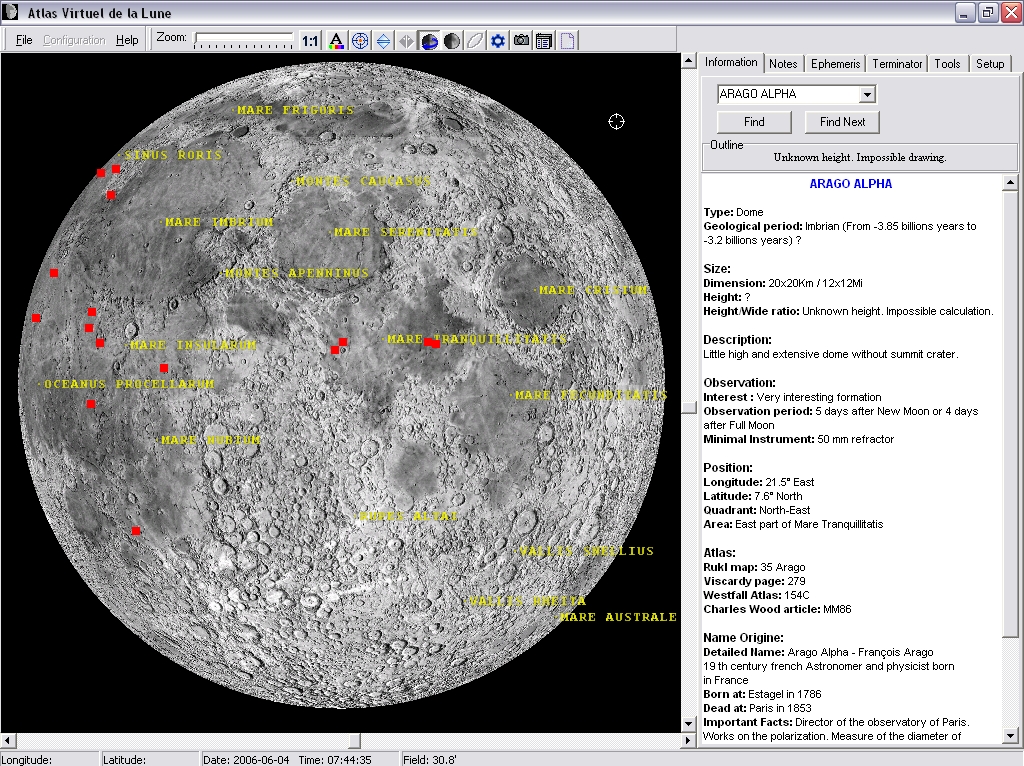 Atlas Virtuel de la Lune
File Configuration Help Zoom: 1:1 A
Information Notes Ephemeris Terminator Tools Setup
ARAGO ALPHA
Find Find Next
Outline
Unknown height. Impossible drawing.
ARAGO ALPHA
Type: Dome
Geological period: Imbrian (From -3.85 billions years to
-3.2 billions years) ?
Size:
Dimension: 20x20Km / 12x12Mi
Height: ?
Height/Wide ratio: Unknown height. Impossible calculation.
Description:
Little high and extensive dome without summit crater.
Observation:
Interest : Very interesting formation
Observation period: 5 days after New Moon or 4 days
after Full Moon
Minimal Instrument: 50 mm refractor
Position:
Longitude: 21.5° East
Latitude: 7.6° North
Quadrant: North-East
Area: East part of Mare Tranquillitatis
Atlas:
Rukl map: 35 Arago
Viscardy page: 279
Westfall Atlas: 154C
Charles Wood article: MM86
Name Origine:
Detailed Name: Arago Alpha - François Arago
19 th century french Astronomer and physicist born
in France
Born at: Estagel in 1786
Dead at: Paris in 1853
Important Facts: Director of the observatory of Paris.
Works on the polarization. Measure of the diameter of
MARE FRIGORIS
SINUS RORIS
MONTES CAUCASUS
MARE IMBRIUM
MARE SERENITATIS
MONTES APENNINUS
MARE CRISIUM
MARE TRANQUILLITATIS
MARE INSULARUM
OCEANUS PROCELLARUM
MARE FECUNDITATIS
MARE NUBIUM
RUPES ALTAI
VALLIS SNELLIUS
VALLIS RHEITA
MARE AUSTRALE
Longitude: Latitude: Date: 2006-06-04 Time: 07:44:35 Field: 30.8'